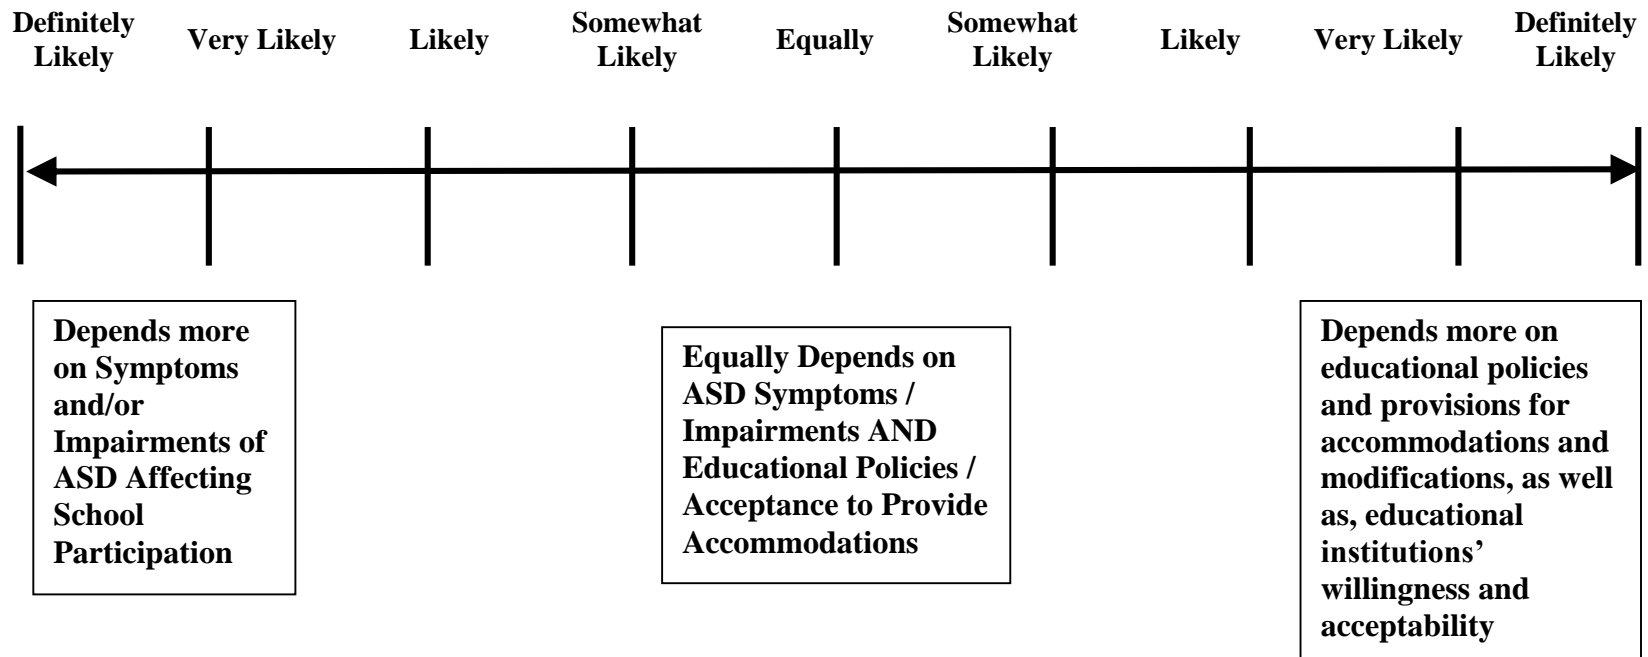 Definitely
Likely
Very Likely
Likely
Somewhat
Likely
Equally
Somewhat
Likely
Likely
Very Likely
Definitely
Likely
Depends more
on Symptoms
and/or
Impairments of
ASD Affecting
School
Participation
Equally Depends on
ASD Symptoms /
Impairments AND
Educational Policies /
Acceptance to Provide
Accommodations
Depends more on
educational policies
and provisions for
accommodations and
modifications, as well
as, educational
institutions’
willingness and
acceptability